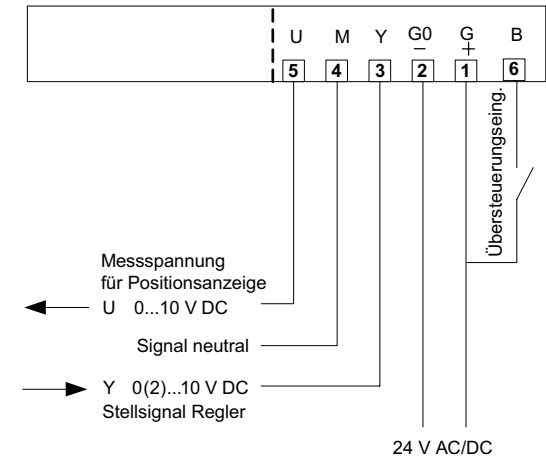 U M Y G0 G B
− +
5 4 3 2 1 6
Übersteuerungseing.
Messspannung
für Positionsanzeige
U 0...10 V DC
Signal neutral
Y 0(2)...10 V DC
Stellsignal Regler
24 V AC/DC